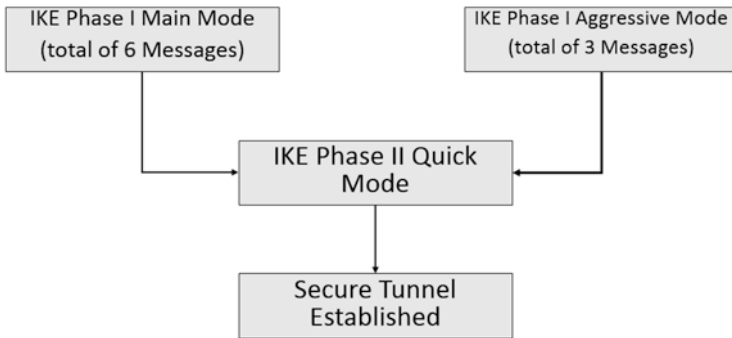 IKE Phase I Main Mode
(total of 6 Messages)
IKE Phase I Aggressive Mode
(total of 3 Messages)
IKE Phase II Quick
Mode
Secure Tunnel
Established